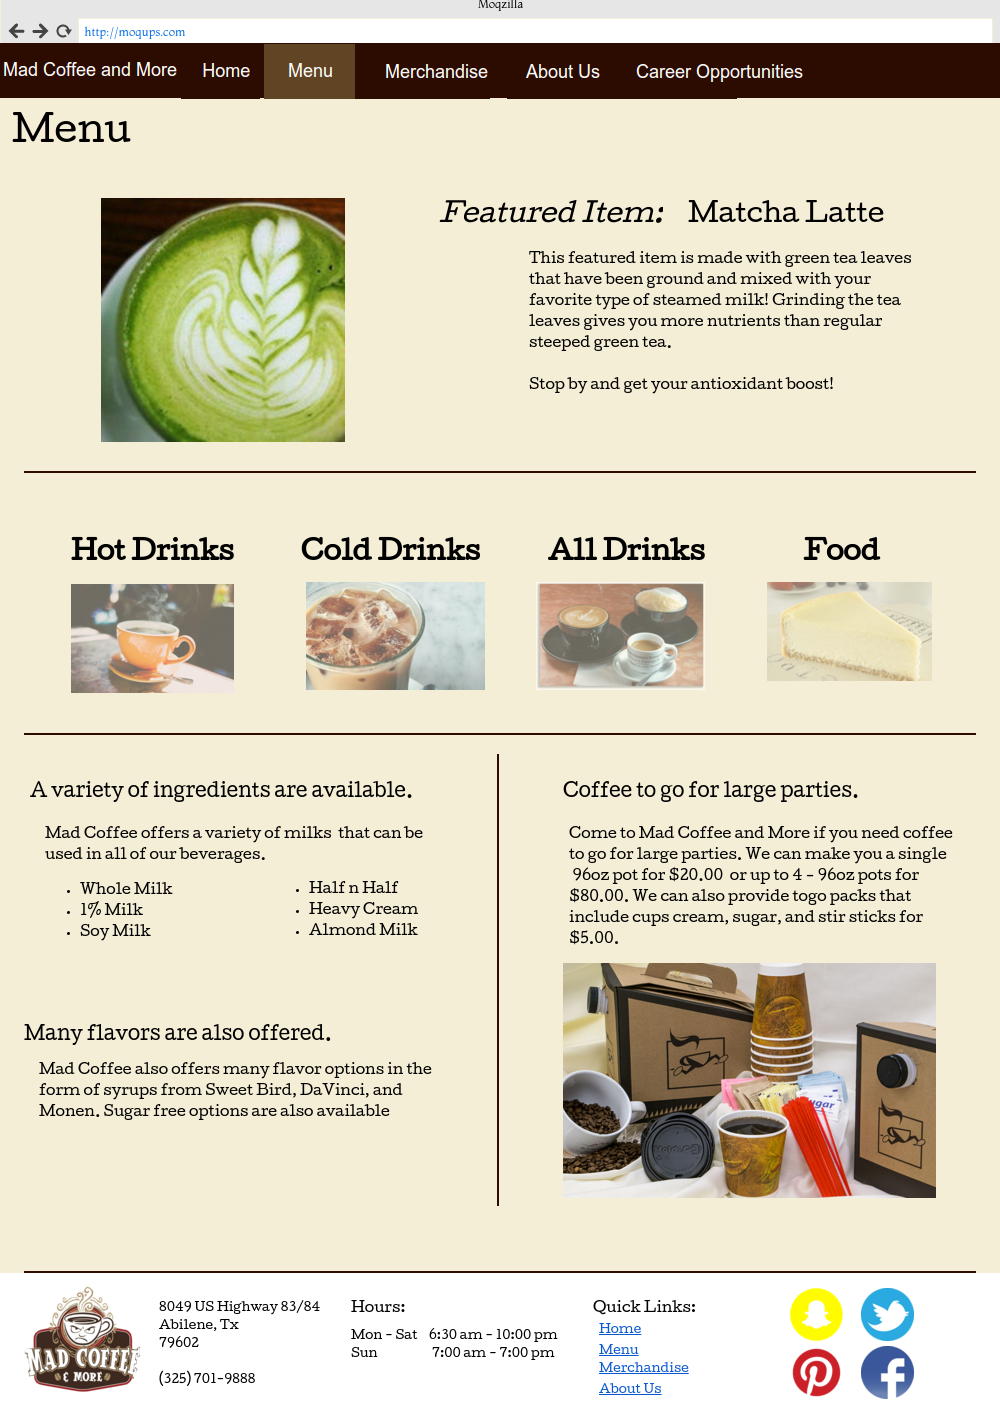 Moqzilla
http://moqups.com
Mad Coffee and More Home Menu Merchandise About Us Career Opportunities
Menu
Featured Item: Matcha Latte
This featured item is made with green tea leaves
that have been ground and mixed with your
favorite type of steamed milk! Grinding the tea
leaves gives you more nutrients than regular
steeped green tea.
Stop by and get your antioxidant boost!
Hot Drinks
Cold Drinks
All Drinks
Food
A variety of ingredients are available.
Mad Coffee offers a variety of milks that can be
used in all of our beverages.
• Whole Milk
• 1% Milk
• Soy Milk
• Half n Half
• Heavy Cream
• Almond Milk
Many flavors are also offered.
Mad Coffee also offers many flavor options in the
form of syrups from Sweet Bird, DaVinci, and
Monen. Sugar free options are also available
Coffee to go for large parties.
Come to Mad Coffee and More if you need coffee
to go for large parties. We can make you a single
96oz pot for $20.00 or up to 4 - 96oz pots for
$80.00. We can also provide togo packs that
include cups cream, sugar, and stir sticks for
$5.00.
MAD COFFEE
& MORE
8049 US Highway 83/84
Abilene, Tx
79602
(325) 701-9888
Hours:
Mon - Sat 6:30 am - 10:00 pm
Sun 7:00 am - 7:00 pm
Quick Links:
Home
Menu
Merchandise
About Us